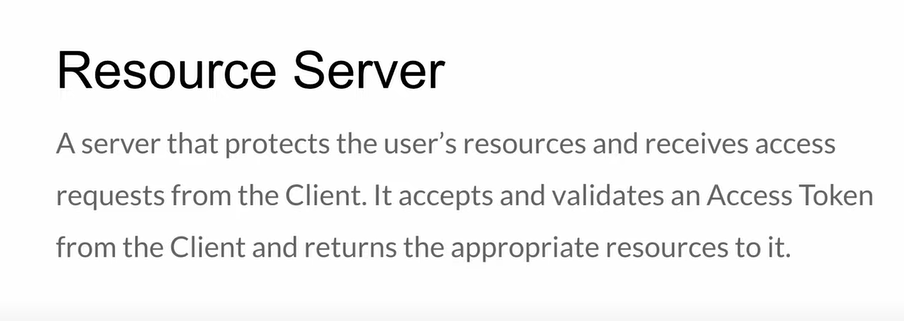 Resource Server
A server that protects the user’s resources and receives access
requests from the Client. It accepts and validates an Access Token
from the Client and returns the appropriate resources to it.